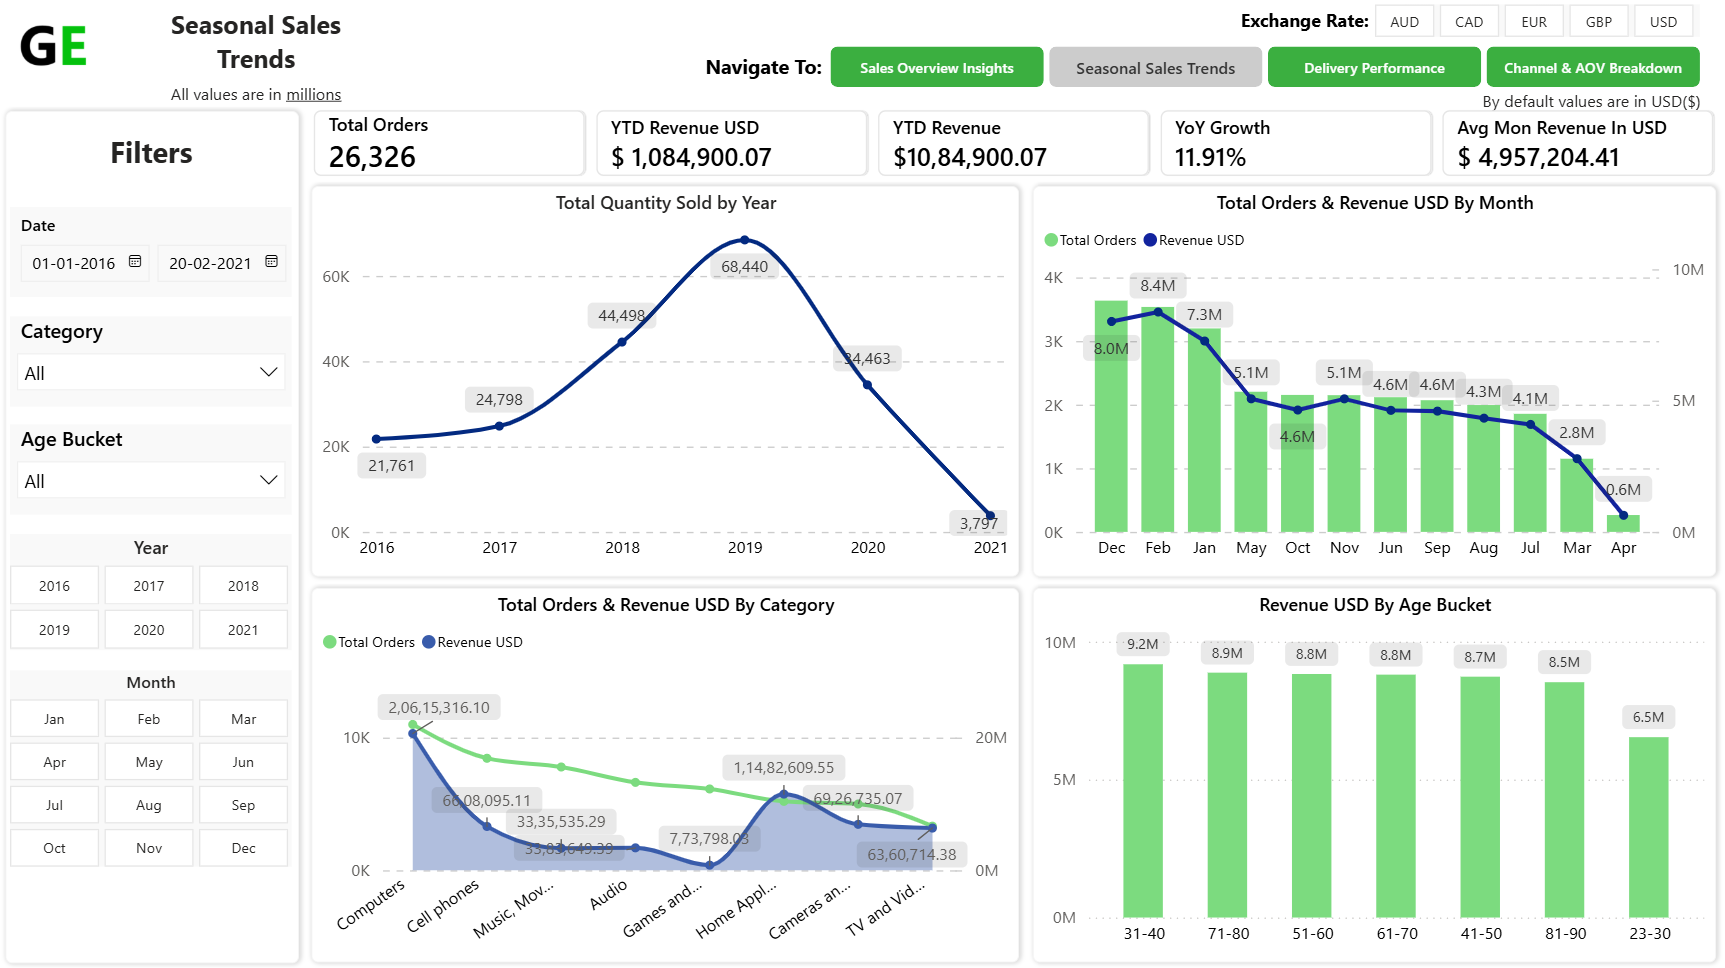 GE
Seasonal Sales
Trends
All values are in millions
Exchange Rate:
AUD
CAD
EUR
GBP
USD
Navigate To:
Sales Overview Insights
Seasonal Sales Trends
Delivery Performance
Channel & AOV Breakdown
By default values are in USD($)
Filters
Date
01-01-2016
20-02-2021
Category
All
Age Bucket
All
Year
2016
2017
2018
2019
2020
2021
Month
Jan
Feb
Mar
Apr
May
Jun
Jul
Aug
Sep
Oct
Nov
Dec
Total Orders
26,326
YTD Revenue USD
$ 1,084,900.07
YTD Revenue
$10,84,900.07
YoY Growth
11.91%
Avg Mon Revenue In USD
$ 4,957,204.41
Total Quantity Sold by Year
60K
40K
20K
0K
21,761
24,798
44,498
68,440
34,463
3,797
2016
2017
2018
2019
2020
2021
Total Orders & Revenue USD By Month
Total Orders
Revenue USD
4K
3K
2K
1K
0K
10M
5M
0M
8.0M
8.4M
7.3M
5.1M
4.6M
5.1M
4.6M
4.6M
4.3M
4.1M
2.8M
0.6M
Dec
Feb
Jan
May
Oct
Nov
Jun
Sep
Aug
Jul
Mar
Apr
Total Orders & Revenue USD By Category
Total Orders
Revenue USD
10K
0K
20M
0M
2,06,15,316.10
66,08,095.11
33,35,535.29
33,83,649.39
7,73,798.03
1,14,82,609.55
69,26,735.07
63,60,714.38
Computers
Cell phones
Music, Mov...
Audio
Games and...
Home Appl...
Cameras an...
TV and Vid...
Revenue USD By Age Bucket
10M
5M
0M
9.2M
8.9M
8.8M
8.8M
8.7M
8.5M
6.5M
31-40
71-80
51-60
61-70
41-50
81-90
23-30